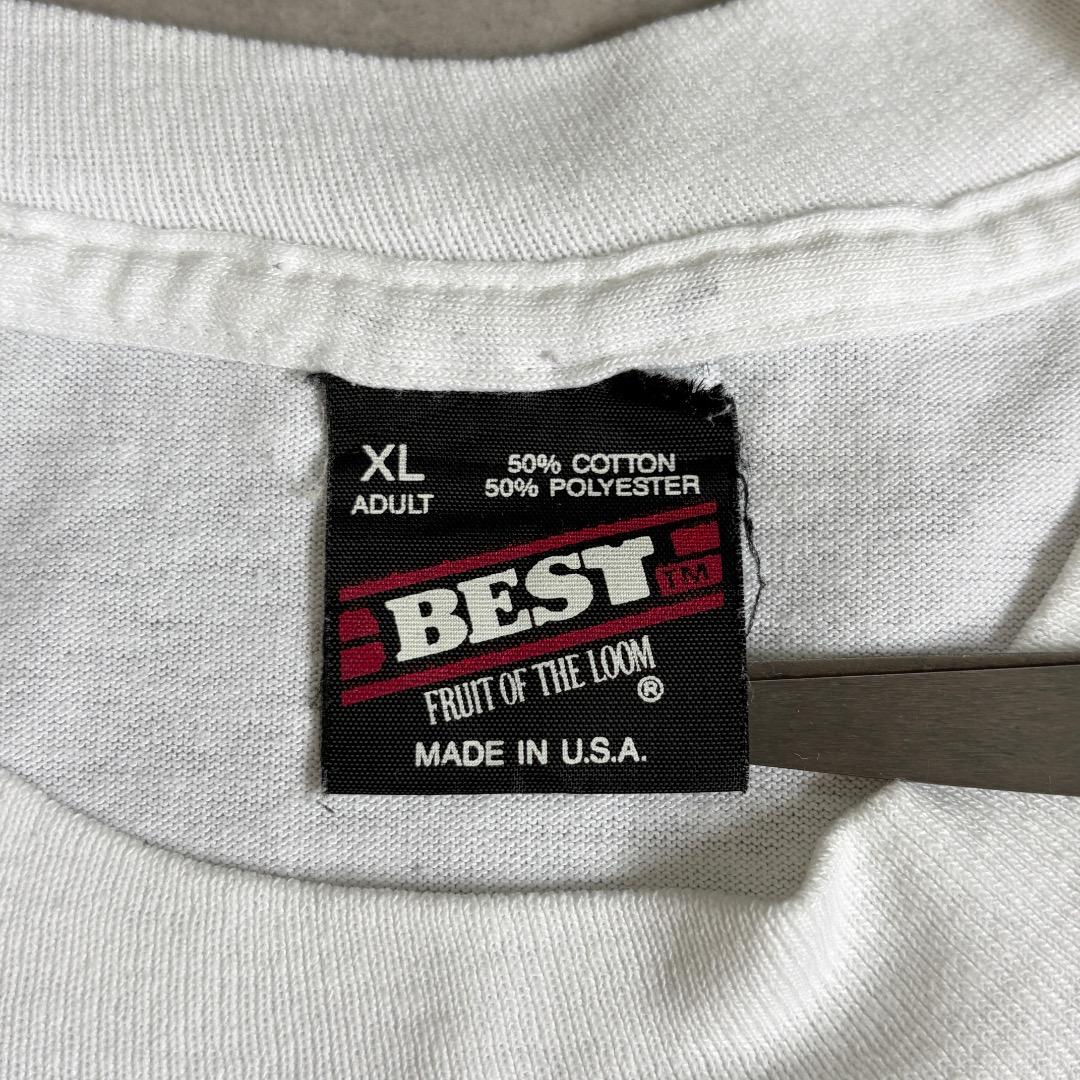 XL
ADULT
50% COTTON
50% POLYESTER
BEST TM
FRUIT OF THE LOOM ®
MADE IN U.S.A.